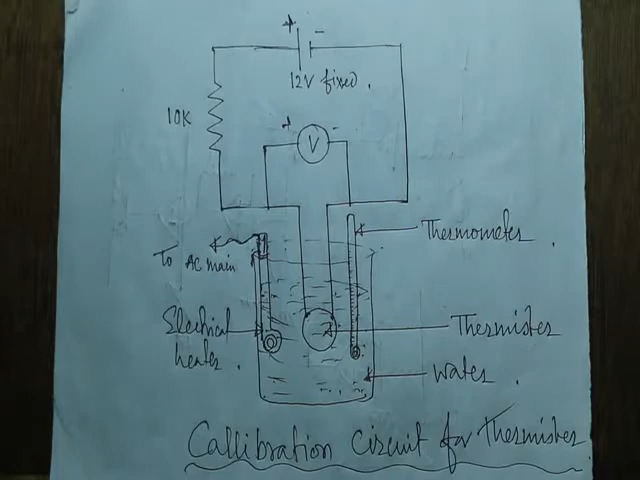 + -
12V fixed.
10K
+ -
V
Thermometer.
To AC main
Electrical
heater.
Thermister
Water.
Callibration Circuit for Thermister